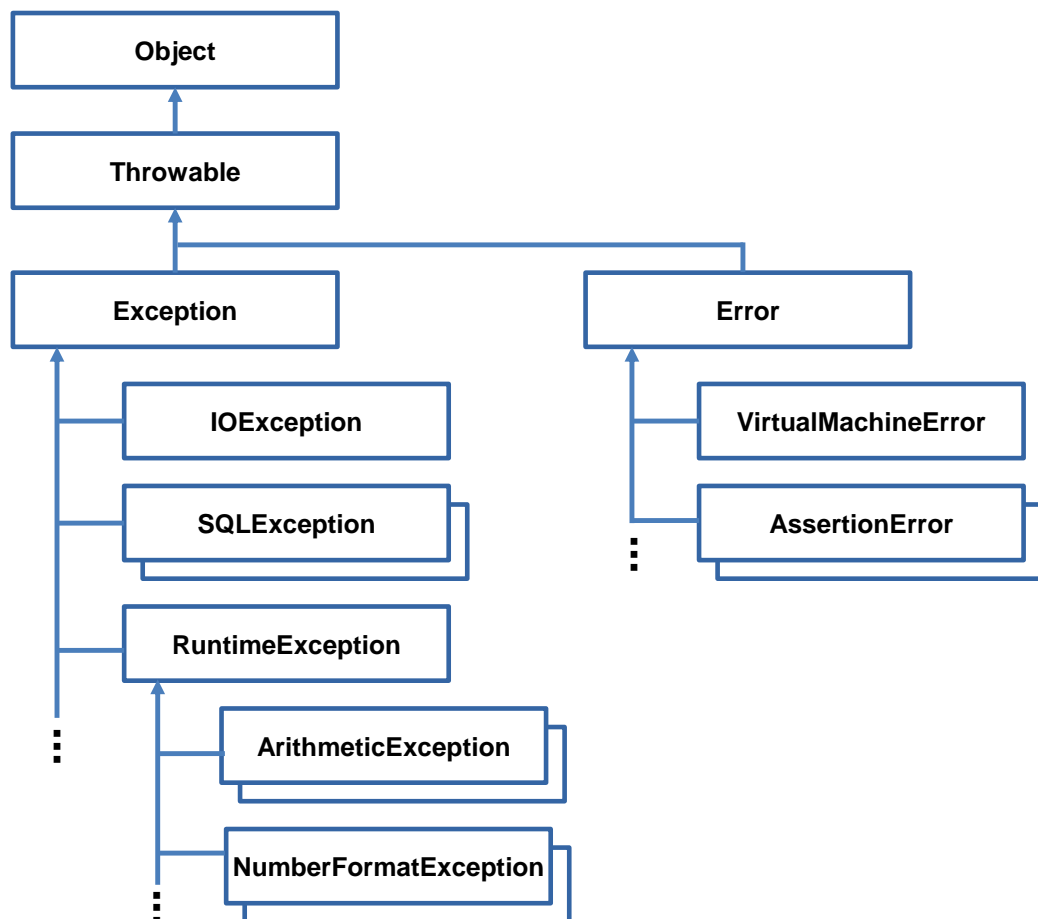 Object
Throwable
Exception
Error
IOException
VirtualMachineError
SQLException
AssertionError
RuntimeException
ArithmeticException
NumberFormatException